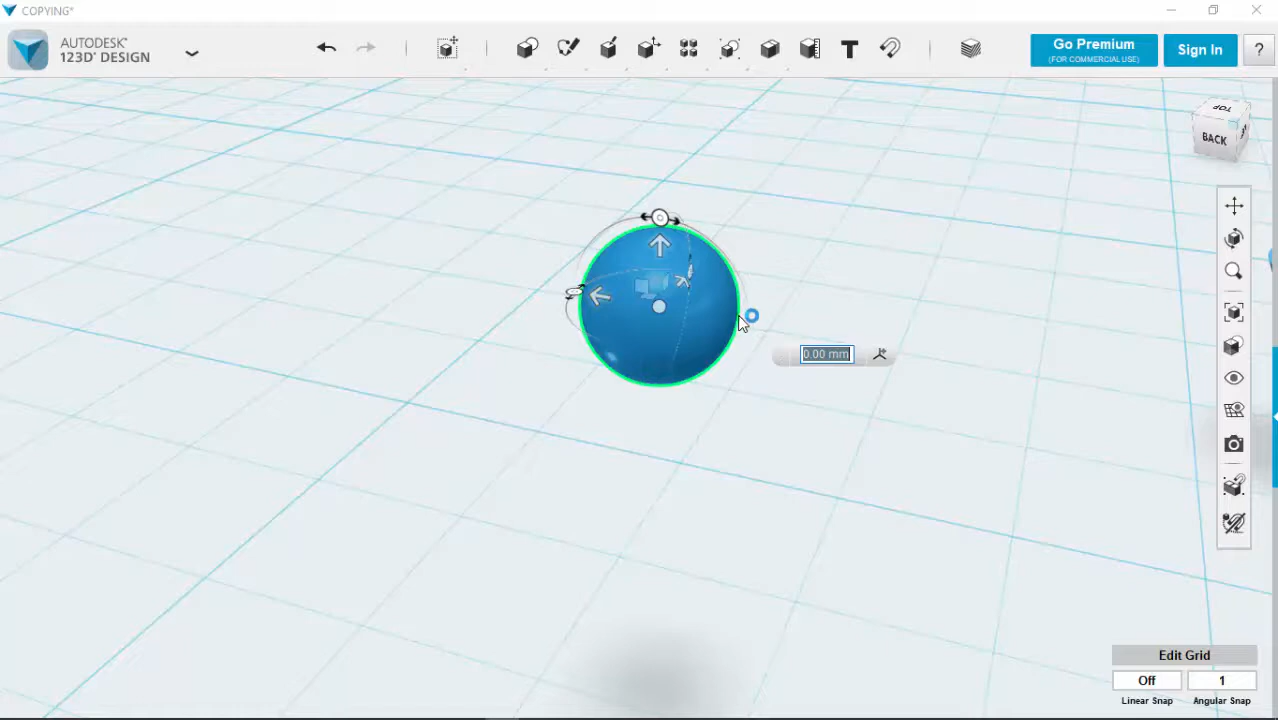 COPYING*
AUTODESK®
123D® DESIGN
T
Go Premium
(FOR COMMERCIAL USE)
Sign In
?
TOP
BACK
0.00 mm
Edit Grid
Off
1
Linear Snap
Angular Snap